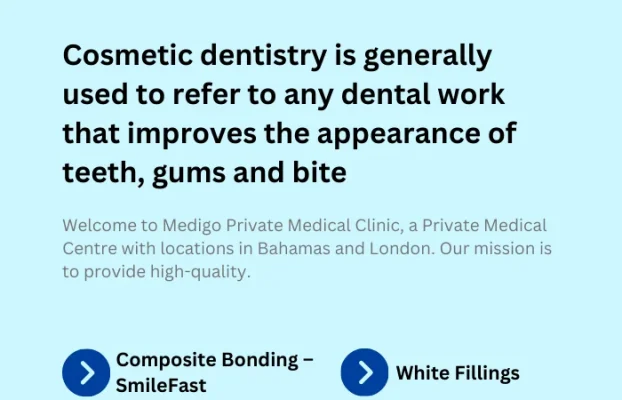 Cosmetic dentistry is generally
used to refer to any dental work
that improves the appearance of
teeth, gums and bite
Welcome to Medigo Private Medical Clinic, a Private Medical
Centre with locations in Bahamas and London. Our mission is
to provide high-quality.
Composite Bonding –
SmileFast
White Fillings